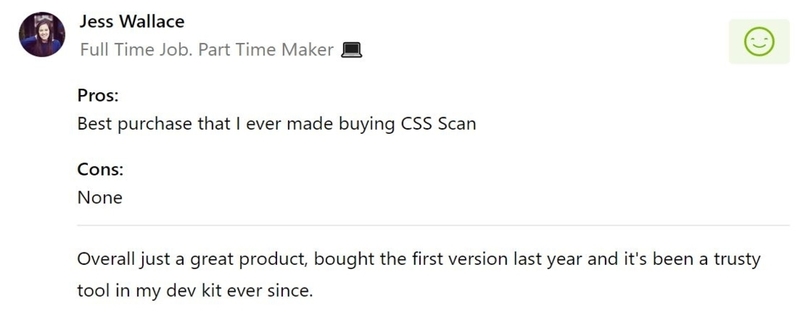 Jess Wallace
Full Time Job. Part Time Maker 💻
Pros:
Best purchase that I ever made buying CSS Scan
Cons:
None
Overall just a great product, bought the first version last year and it's been a trusty
tool in my dev kit ever since.